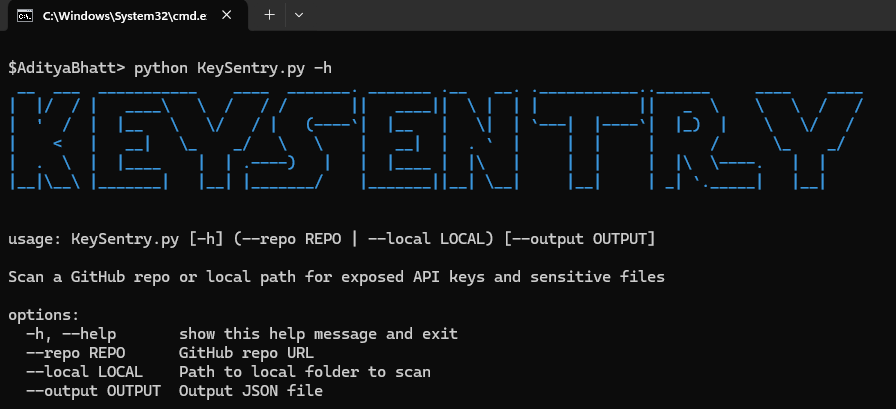 C:\Windows\System32\cmd.e
$AdityaBhatt> python KeySentry.py -h
KEYSENTRY
usage: KeySentry.py [-h] (--repo REPO | --local LOCAL) [--output OUTPUT]
Scan a GitHub repo or local path for exposed API keys and sensitive files
options:
-h, --help show this help message and exit
--repo REPO GitHub repo URL
--local LOCAL Path to local folder to scan
--output OUTPUT Output JSON file